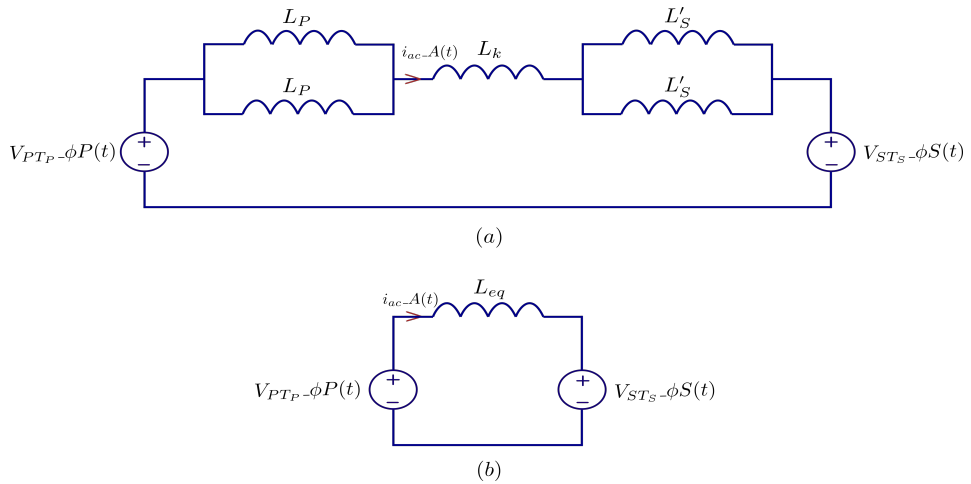 L_P
L'_S
i_{ac}_A(t)
L_k
L_P
L'_S
V_{PT_P}_ϕP(t)
+
−
+
−
V_{ST_S}_ϕS(t)
(a)
L_{eq}
i_{ac}_A(t)
V_{PT_P}_ϕP(t)
+
−
+
−
V_{ST_S}_ϕS(t)
(b)